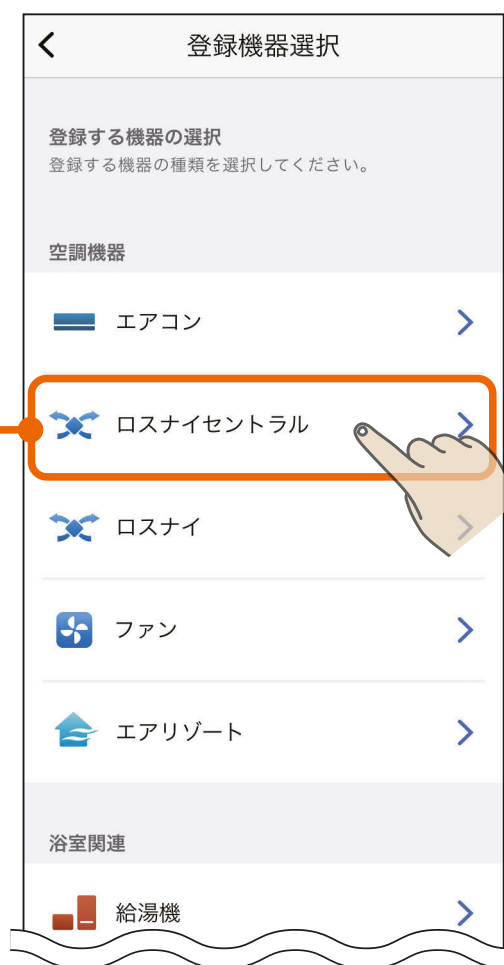 登録機器選択
登録する機器の選択
登録する機器の種類を選択してください。
空調機器
エアコン
ロスナイセントラル
ロスナイ
ファン
エアリゾート
浴室関連
給湯機